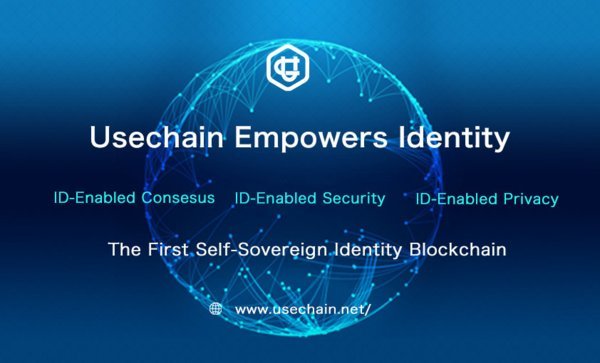 Usechain Empowers Identity
ID-Enabled Consesus ID-Enabled Security ID-Enabled Privacy
The First Self-Sovereign Identity Blockchain
www.usechain.net/